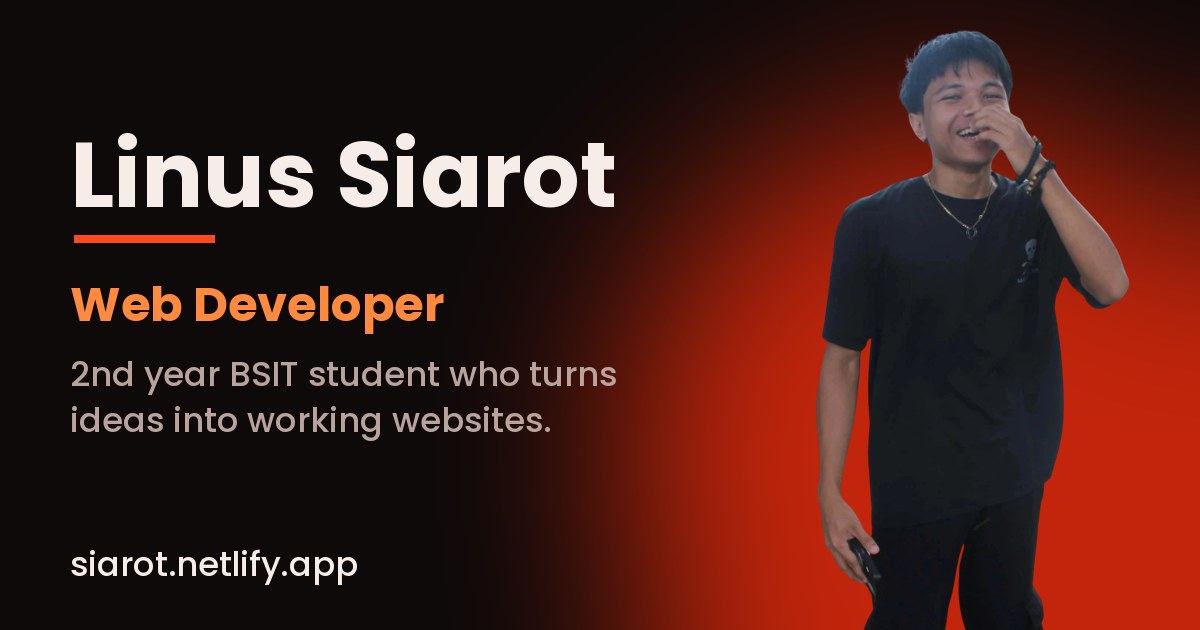 Linus Siarot
Web Developer
2nd year BSIT student who turns
ideas into working websites.
siarot.netlify.app